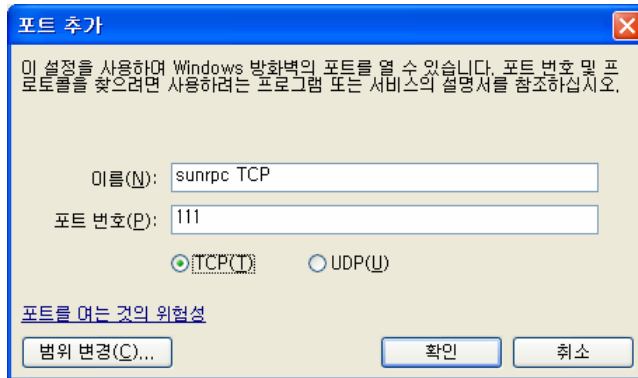 포트 추가
이 설정을 사용하여 Windows 방화벽의 포트를 열 수 있습니다. 포트 번호 및 프
로토콜을 찾으려면 사용하려는 프로그램 또는 서비스의 설명서를 참조하십시오.
이름(N): sunrpc TCP
포트 번호(P): 111
TCP(T) UDP(U)
포트를 여는 것의 위험성
범위 변경(C)... 확인 취소